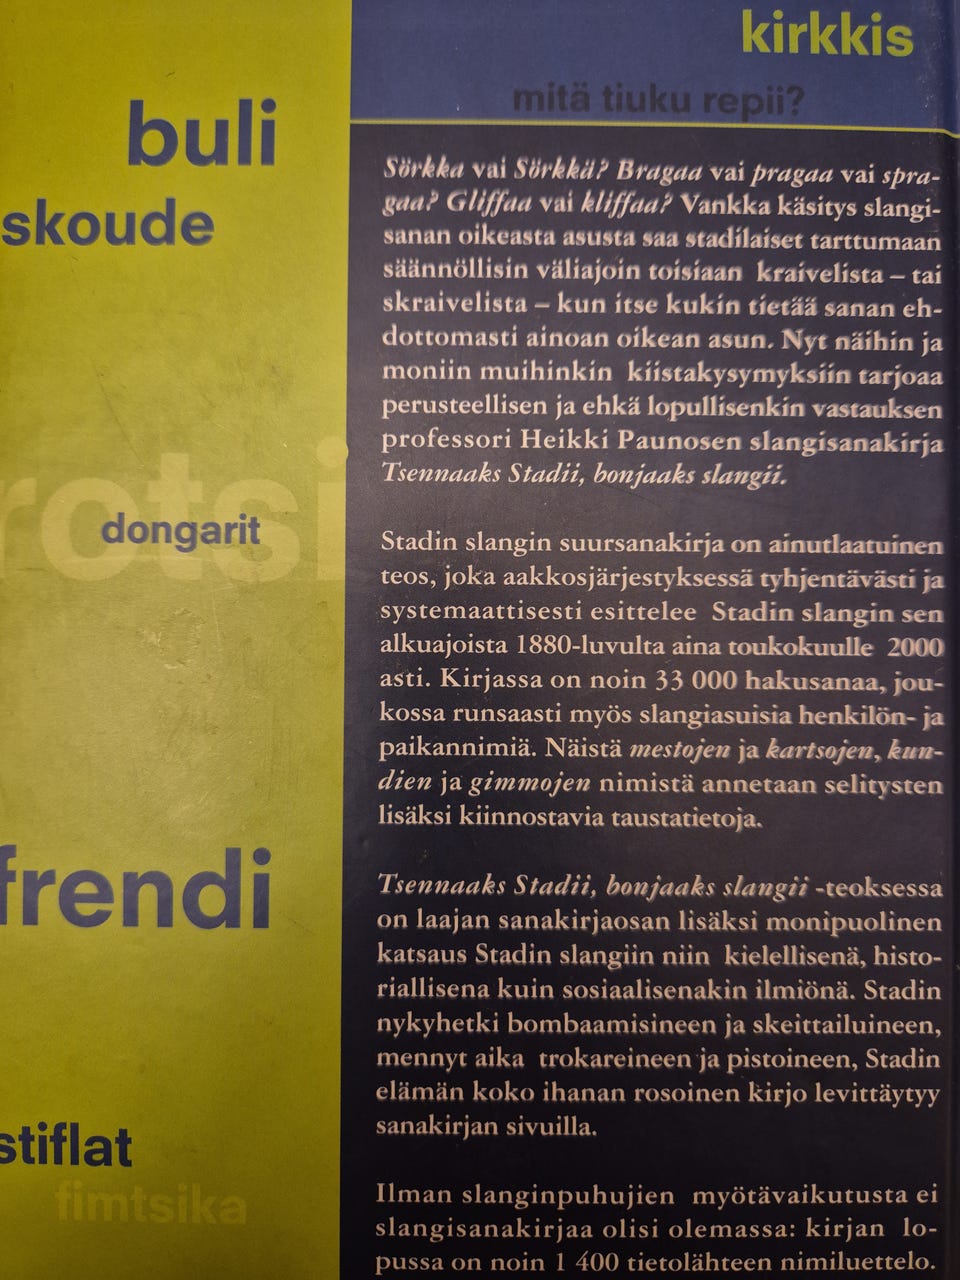 kirkkis
mitä tiuku repii?
buli
skoude
rotsi
dongarit
frendi
stiflat
fimtsika
Sörkka vai Sörkkä? Bragaa vai pragaa vai spra-
gaa? Gliffaa vai kliffaa? Vankka käsitys slangi-
sanan oikeasta asusta saa stadilaiset tarttumaan
säännöllisin väliajoin toisiaan kraivelista – tai
skraivelista – kun itse kukin tietää sanan eh-
dottomasti ainoan oikean asun. Nyt näihin ja
moniin muihinkin kiistakysymyksiin tarjoaa
perusteellisen ja ehkä lopullisenkin vastauksen
professori Heikki Paunosen slangisanakirja
Tsennaaks Stadii, bonjaaks slangii.
Stadin slangin suursanakirja on ainutlaatuinen
teos, joka aakkosjärjestyksessä tyhjentävästi ja
systemaattisesti esittelee Stadin slangin sen
alkuajoista 1880-luvulta aina toukokuulle 2000
asti. Kirjassa on noin 33 000 hakusanaa, jou-
kossa runsaasti myös slangiasuisia henkilön- ja
paikannimiä. Näistä mestojen ja kartsojen, kun-
dien ja gimmojen nimistä annetaan selitysten
lisäksi kiinnostavia taustatietoja.
Tsennaaks Stadii, bonjaaks slangii -teoksessa
on laajan sanakirjaosan lisäksi monipuolinen
katsaus Stadin slangiin niin kielellisenä, histo-
riallisena kuin sosiaalisenakin ilmiönä. Stadin
nykyhetki bombaamisineen ja skeittailuineen,
mennyt aika trokareineen ja pistoineen, Stadin
elämän koko ihanan rosoinen kirjo levittäytyy
sanakirjan sivuilla.
Ilman slanginpuhujien myötävaikutusta ei
slangisanakirjaa olisi olemassa: kirjan lo-
pussa on noin 1 400 tietolähteen nimiluettelo.